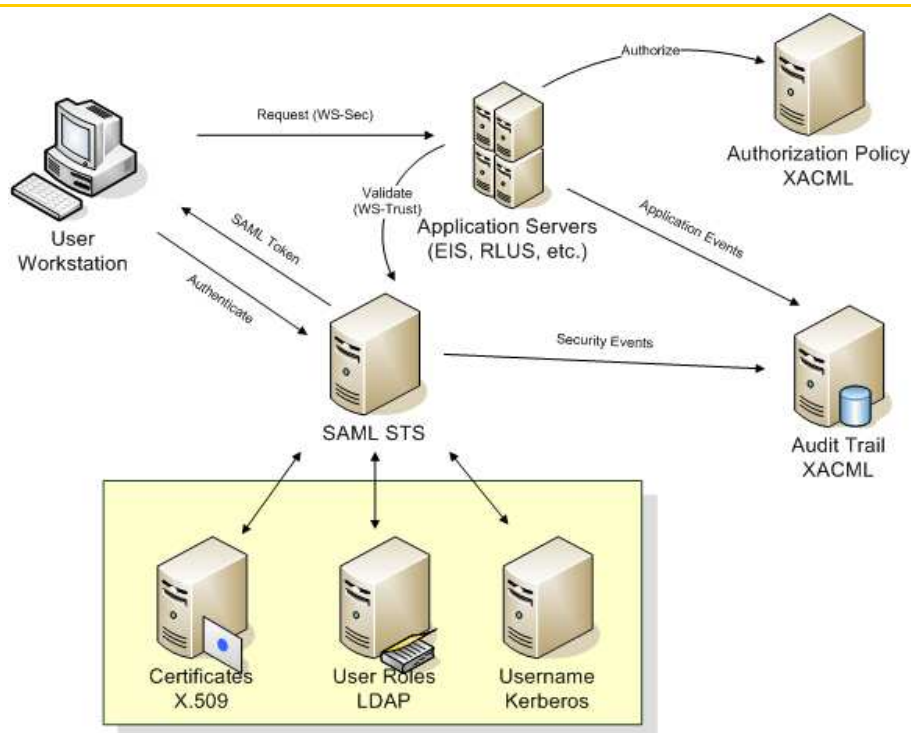 Authorize
Request (WS-Sec)
Authorization Policy
XACML
Validate
(WS-Trust)
Application Servers
(EIS, RLUS, etc.)
Application Events
User
Workstation
SAML Token
Authenticate
Security Events
SAML STS
Audit Trail
XACML
Certificates
X.509
User Roles
LDAP
Username
Kerberos